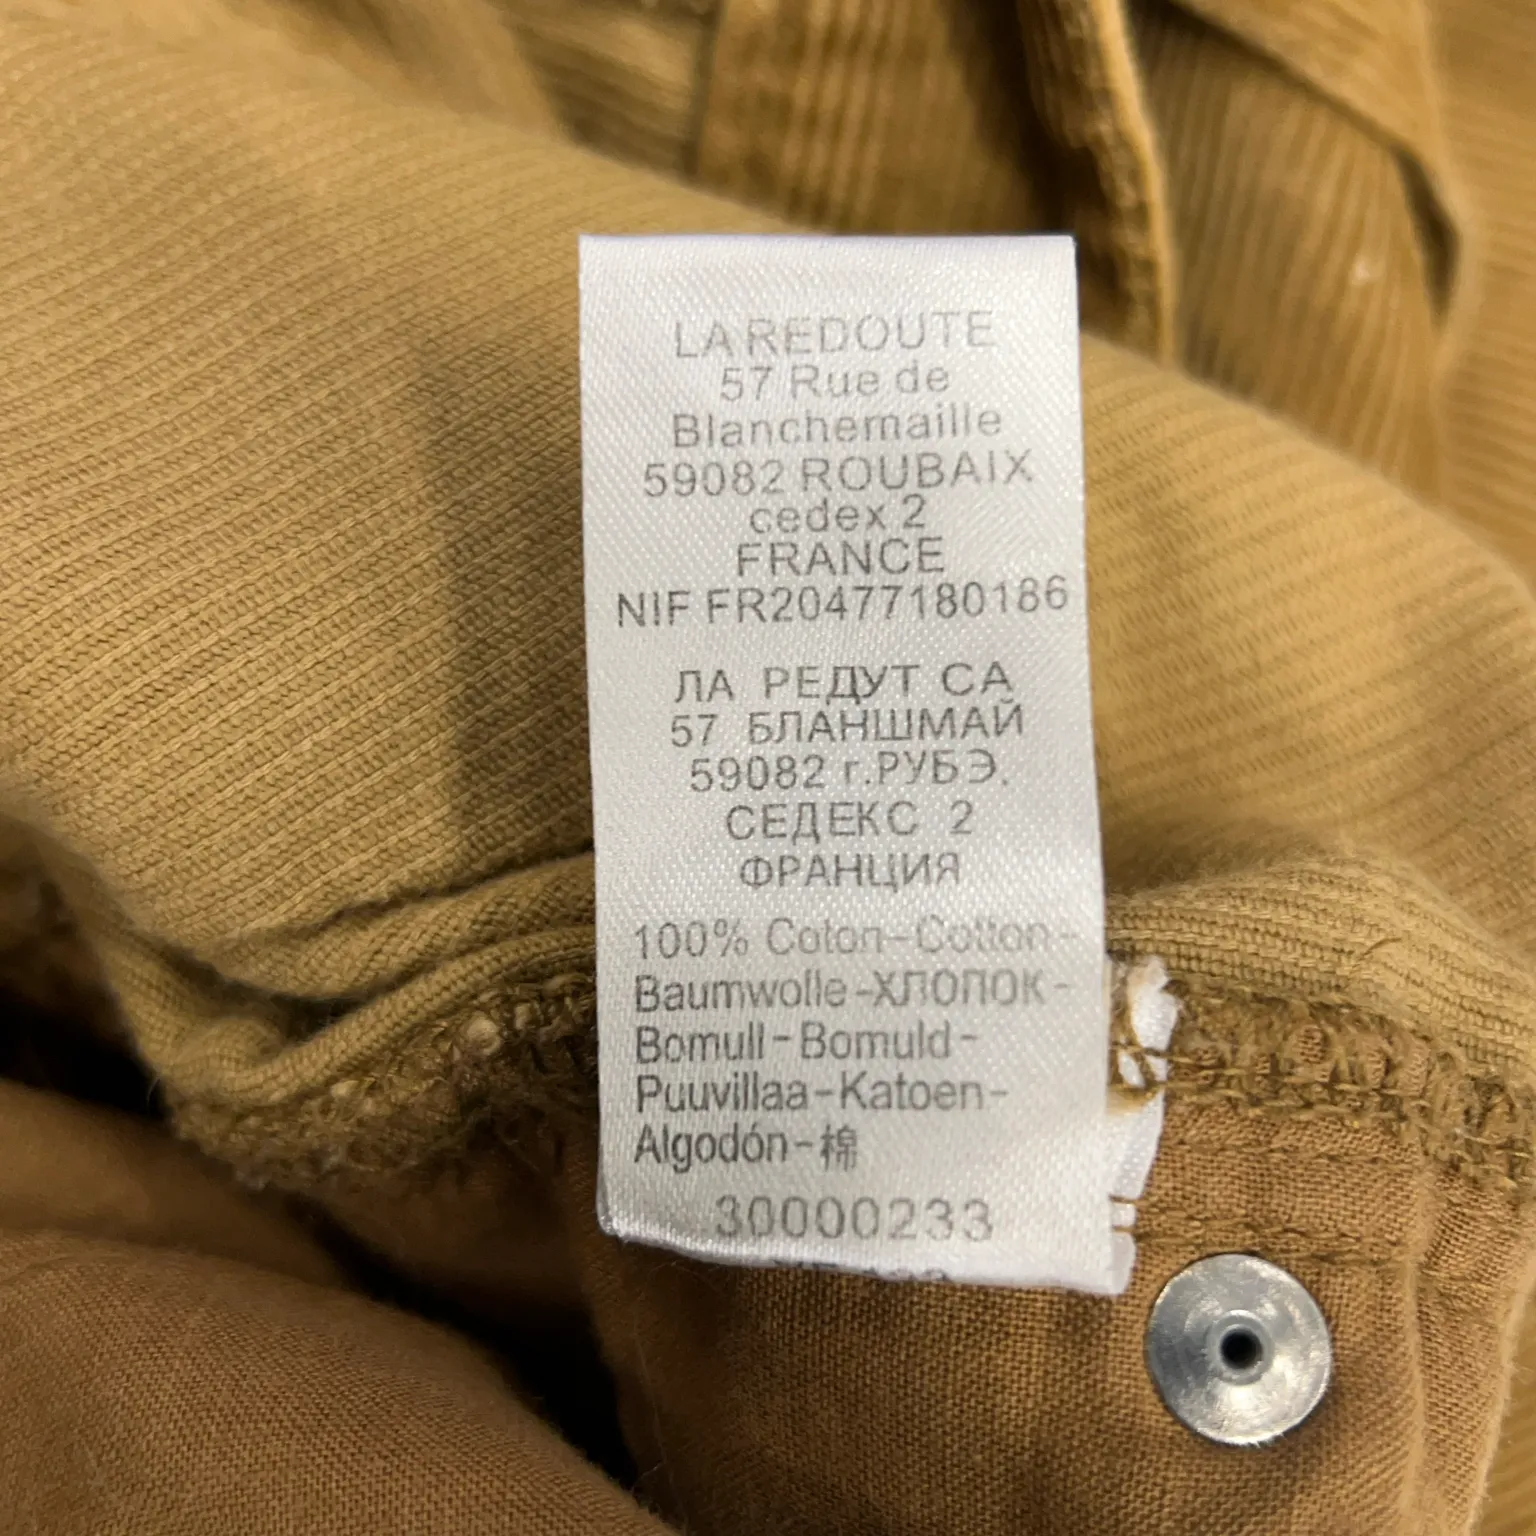 LA REDOUTE
57 Rue de
Blanchemaille
59082 ROUBAIX
cedex 2
FRANCE
NIF FR20477180186
ЛА РЕДУТ СА
57 БЛАНШМАЙ
59082 г.РУБЭ.
СЕДЕКС 2
ФРАНЦИЯ
100% Coton-Cotton-
Baumwolle-ХЛОПОК-
Bomull-Bomuld-
Puuvillaa-Katoen-
Algodón-棉
30000233